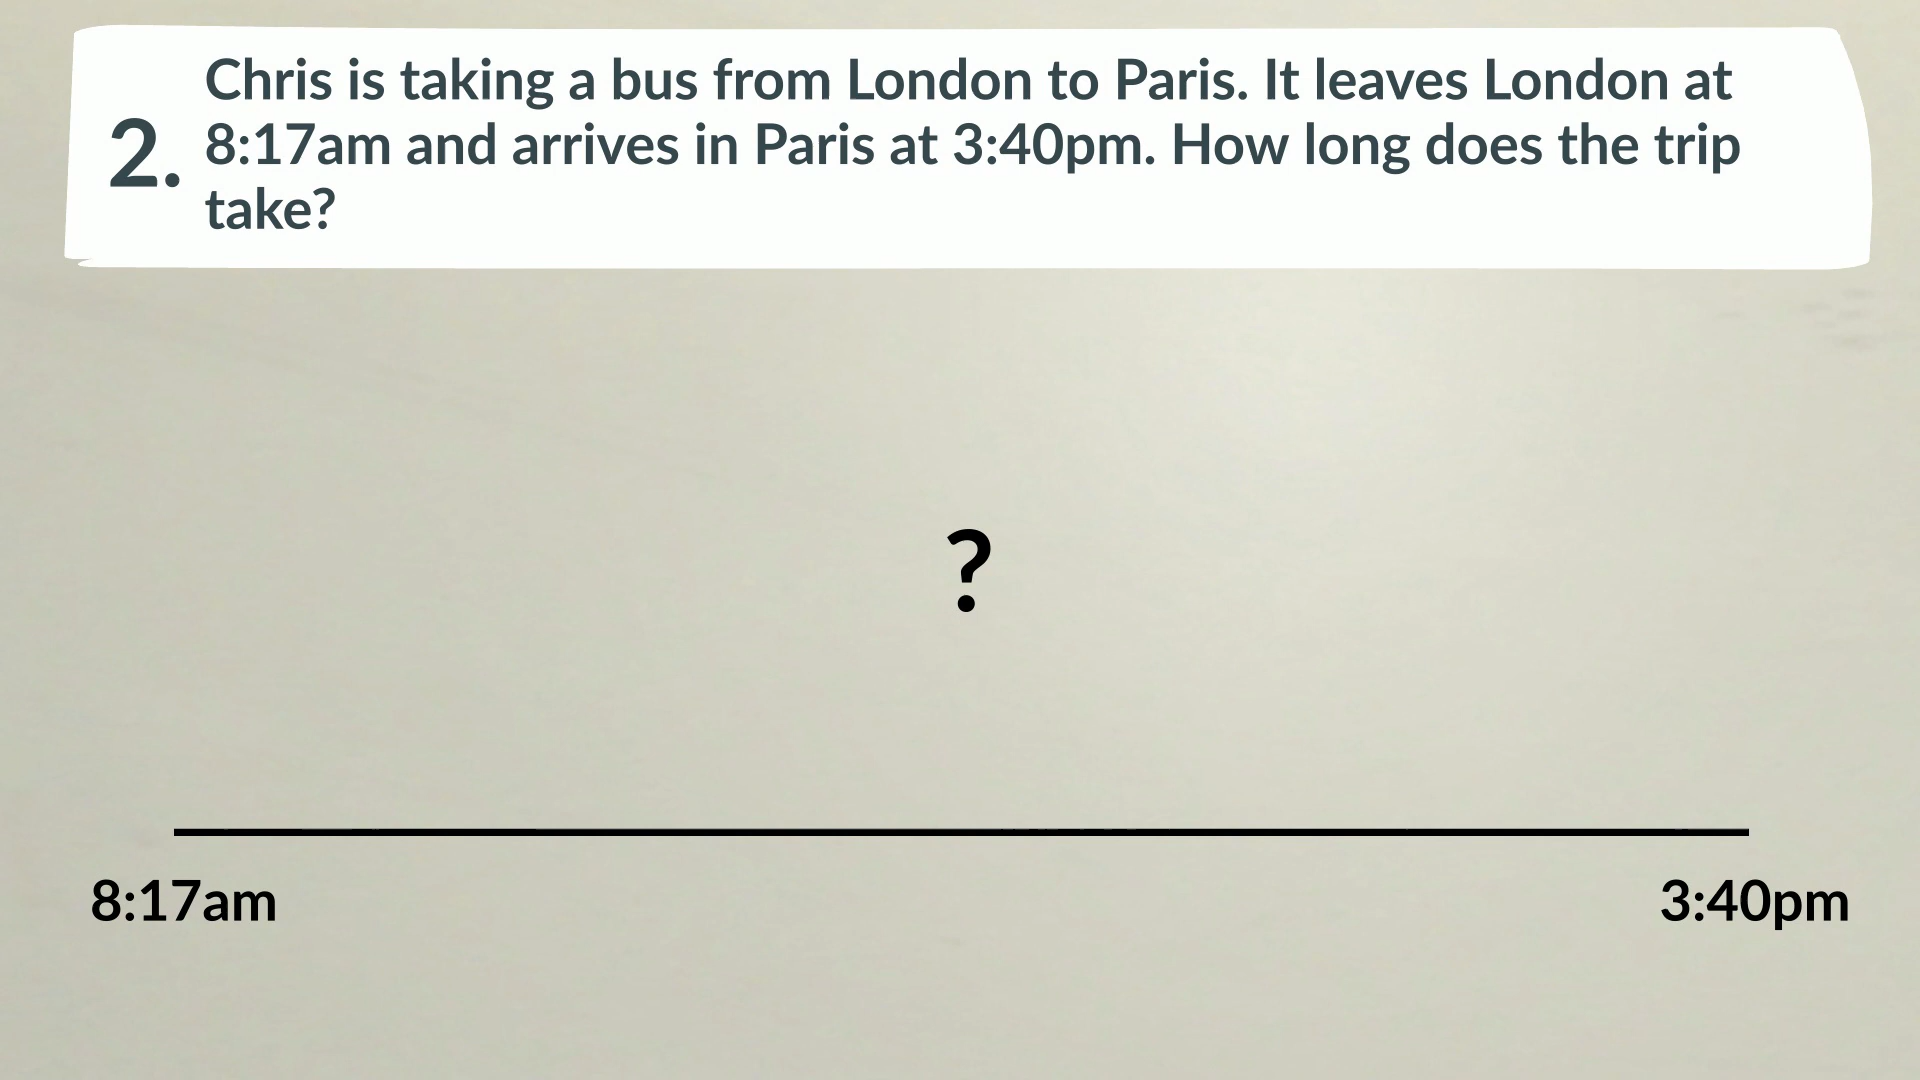 2. Chris is taking a bus from London to Paris. It leaves London at
8:17am and arrives in Paris at 3:40pm. How long does the trip
take?
?
8:17am
3:40pm